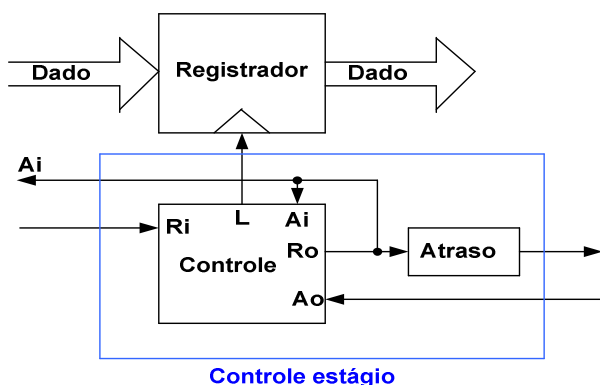 Dado
Registrador
Dado
Ai
Ri
L
Ai
Ro
Atraso
Controle
Ao
Controle estágio